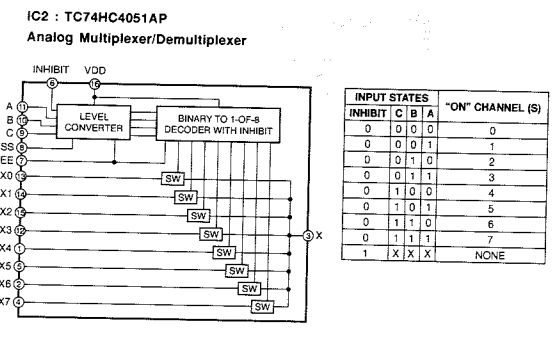 IC2 : TC74HC4051AP
Analog Multiplexer/Demultiplexer
INHIBIT VDD
6 16
A 11
B 10
C 9
SS 8
EE 7
X0 13
X1 14
X2 15
X3 12
X4 1
X5 5
X6 2
X7 4
LEVEL
CONVERTER
BINARY TO 1-OF-8
DECODER WITH INHIBIT
SW
SW
SW
SW
SW
SW
SW
SW
3 X
INPUT STATES "ON" CHANNEL (S)
INHIBIT C B A
0 0 0 0 0
0 0 0 1 1
0 0 1 0 2
0 0 1 1 3
0 1 0 0 4
0 1 0 1 5
0 1 1 0 6
0 1 1 1 7
1 X X X NONE